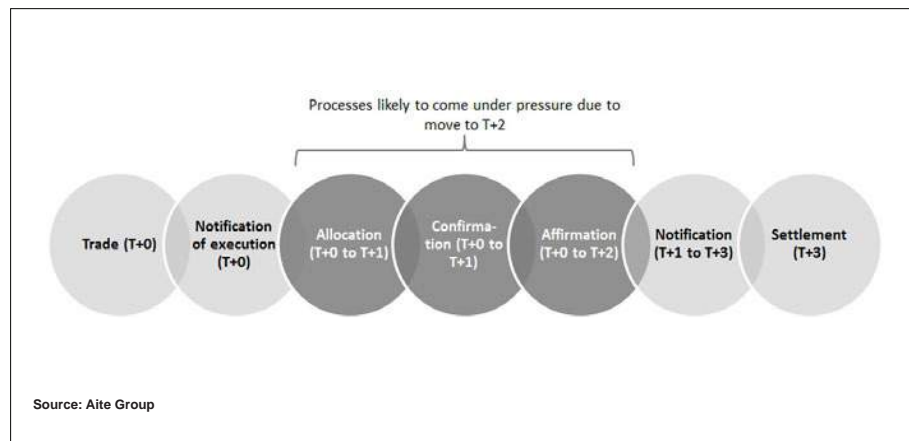 Processes likely to come under pressure due to
move to T+2
Trade (T+0)
Notification
of execution
(T+0)
Allocation
(T+0 to T+1)
Confirma-
tion (T+0 to
T+1)
Affirmation
(T+0 to T+2)
Notification
(T+1 to T+3)
Settlement
(T+3)
Source: Aite Group